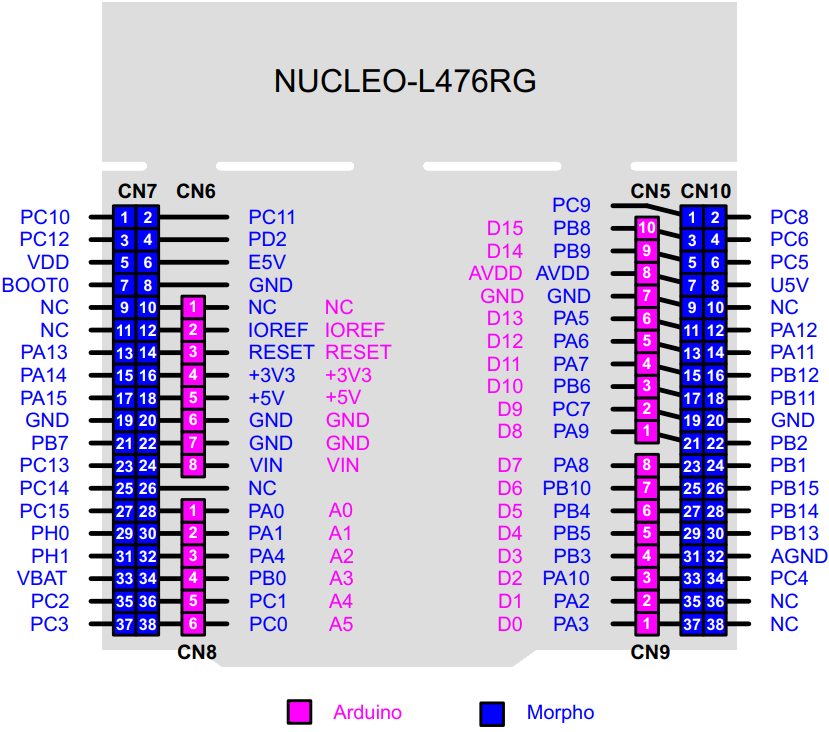 NUCLEO-L476RG
CN7 CN6 CN5 CN10
PC9
PC10 1 2 PC11 1 2 PC8
D15 PB8 10
PC12 3 4 PD2 3 4 PC6
D14 PB9 9
VDD 5 6 E5V 5 6 PC5
AVDD AVDD 8
BOOT0 7 8 GND 7 8 U5V
GND GND 7
NC 9 10 1 NC NC 9 10 NC
D13 PA5 6
NC 11 12 2 IOREF IOREF 11 12 PA12
D12 PA6 5
PA13 13 14 3 RESET RESET 13 14 PA11
D11 PA7 4
PA14 15 16 4 +3V3 +3V3 15 16 PB12
D10 PB6 3
PA15 17 18 5 +5V +5V 17 18 PB11
D9 PC7 2
GND 19 20 6 GND GND 19 20 GND
D8 PA9 1
PB7 21 22 7 GND GND 21 22 PB2
PC13 23 24 8 VIN VIN D7 PA8 8 23 24 PB1
PC14 25 26 NC D6 PB10 7 25 26 PB15
PC15 27 28 1 PA0 A0 D5 PB4 6 27 28 PB14
PH0 29 30 2 PA1 A1 D4 PB5 5 29 30 PB13
PH1 31 32 3 PA4 A2 D3 PB3 4 31 32 AGND
VBAT 33 34 4 PB0 A3 D2 PA10 3 33 34 PC4
PC2 35 36 5 PC1 A4 D1 PA2 2 35 36 NC
PC3 37 38 6 PC0 A5 D0 PA3 1 37 38 NC
CN8 CN9
Arduino Morpho